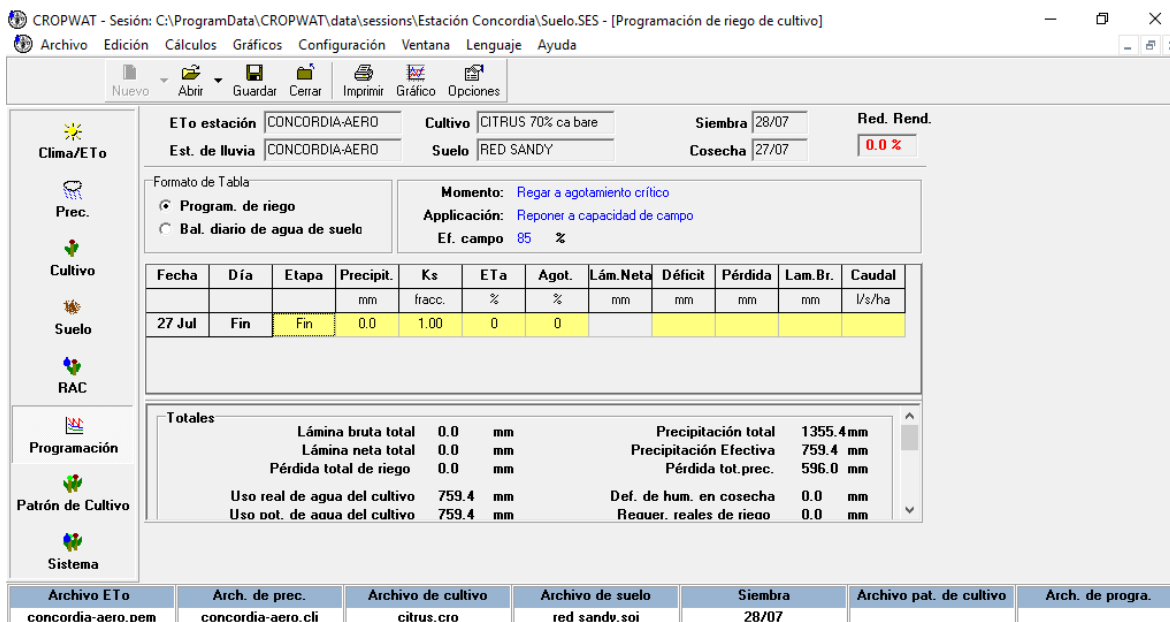 CROPWAT - Sesión: C:\ProgramData\CROPWAT\data\sessions\Estación Concordia\Suelo.SES - [Programación de riego de cultivo]
Archivo Edición Cálculos Gráficos Configuración Ventana Lenguaje Ayuda
Nuevo Abrir Guardar Cerrar Imprimir Gráfico Opciones
ETo estación CONCORDIA-AERO Cultivo CITRUS 70% ca bare Siembra 28/07 Red. Rend.
Est. de lluvia CONCORDIA-AERO Suelo RED SANDY Cosecha 27/07 0.0 %
Clima/ETo
Prec.
Cultivo
Suelo
RAC
Programación
Patrón de Cultivo
Sistema
Formato de Tabla
Program. de riego
Bal. diario de agua de suelo
Momento: Regar a agotamiento crítico
Applicación: Reponer a capacidad de campo
Ef. campo 85 %
Fecha Día Etapa Precipit. Ks ETa Agot. Lám.Neta Déficit Pérdida Lam.Br. Caudal
mm fracc. % % mm mm mm mm l/s/ha
27 Jul Fin Fin 0.0 1.00 0 0
Totales
Lámina bruta total 0.0 mm Precipitación total 1355.4 mm
Lámina neta total 0.0 mm Precipitación Efectiva 759.4 mm
Pérdida total de riego 0.0 mm Pérdida tot.prec. 596.0 mm
Uso real de agua del cultivo 759.4 mm Def. de hum. en cosecha 0.0 mm
Uso pot. de agua del cultivo 759.4 mm Requer. reales de riego 0.0 mm
Archivo ETo Arch. de prec. Archivo de cultivo Archivo de suelo Siembra Archivo pat. de cultivo Arch. de progra.
concordia-aero.pem concordia-aero.cli citrus.cro red sandy.soi 28/07